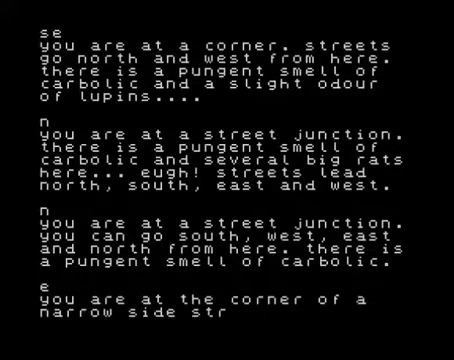 se
you are at a corner. streets
go north and west from here.
there is a pungent smell of
carbolic and a slight odour
of lupins....
n
you are at a street junction.
there is a pungent smell of
carbolic and several big rats
here... eugh! streets lead
north, south, east and west.
n
you are at a street junction.
you can go south, west, east
and north from here. there is
a pungent smell of carbolic.
e
you are at the corner of a
narrow side str